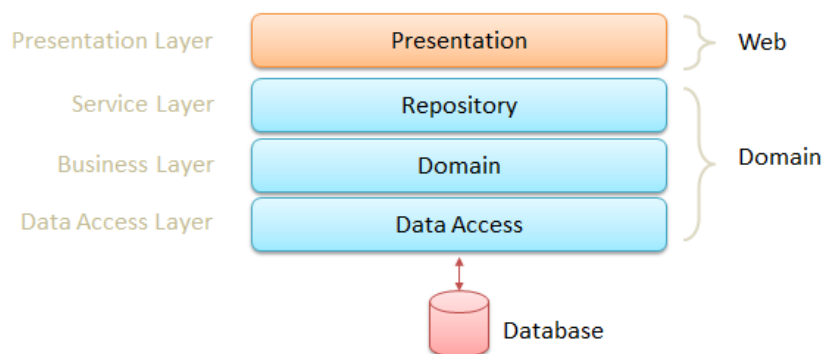 Presentation Layer
Presentation
Web
Service Layer
Repository
Business Layer
Domain
Domain
Data Access Layer
Data Access
Database